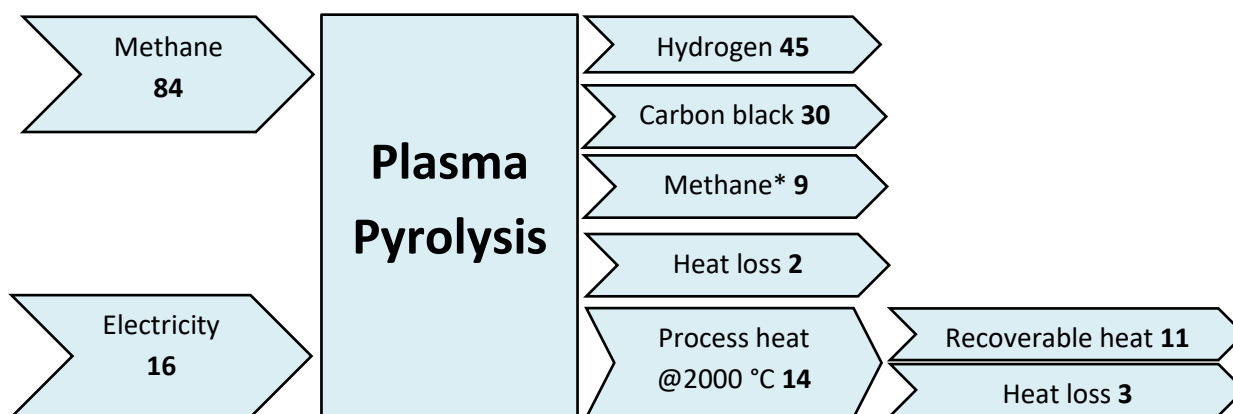 Methane
84
Electricity
16
Plasma
Pyrolysis
Hydrogen 45
Carbon black 30
Methane* 9
Heat loss 2
Process heat
@2000 °C 14
Recoverable heat 11
Heat loss 3